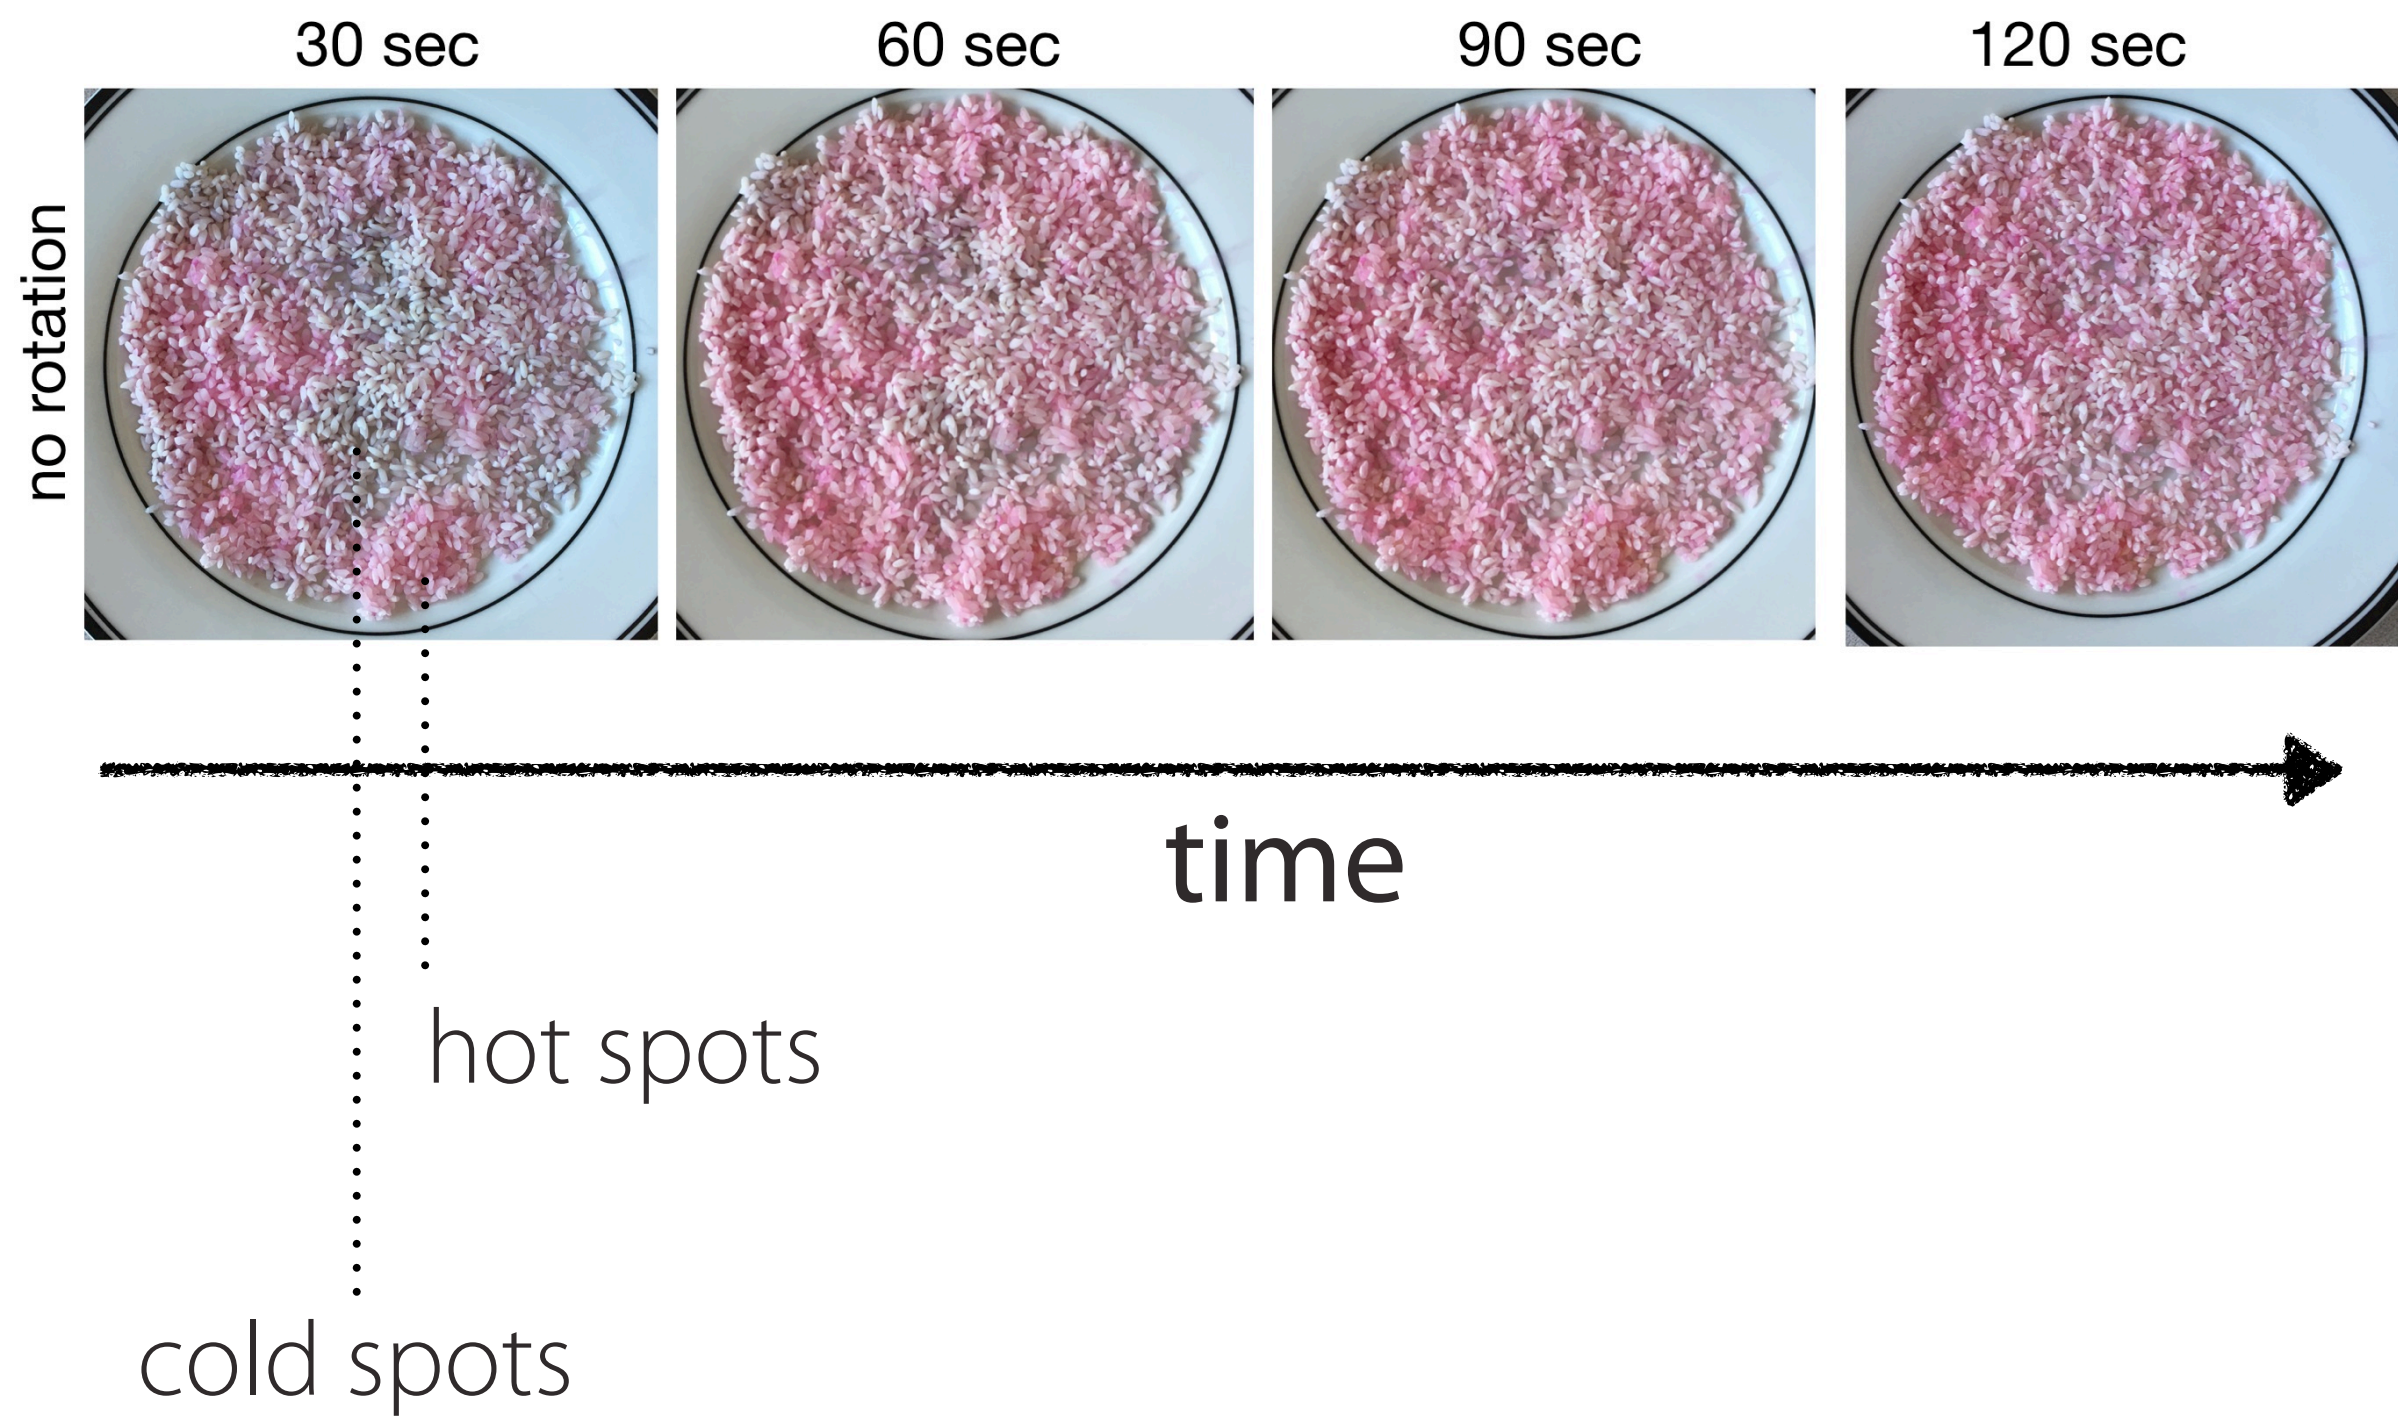 30 sec
60 sec
90 sec
120 sec
no rotation
time
hot spots
cold spots